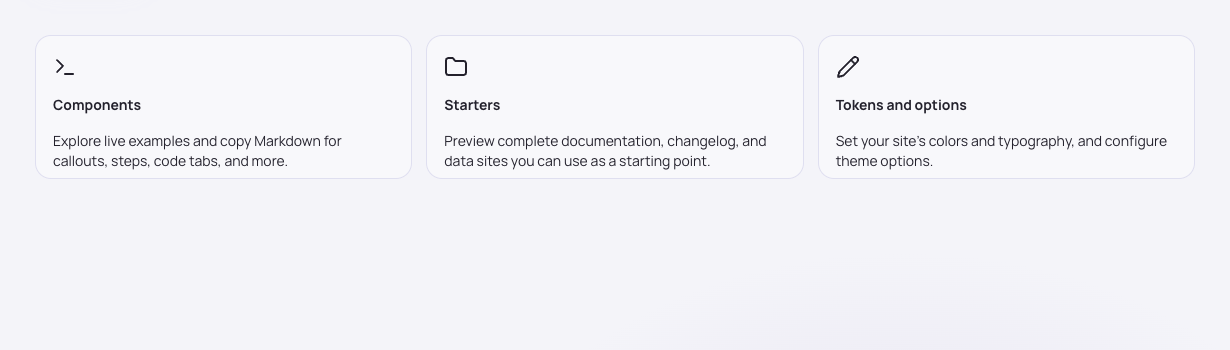 Components
Explore live examples and copy Markdown for
callouts, steps, code tabs, and more.
Starters
Preview complete documentation, changelog, and
data sites you can use as a starting point.
Tokens and options
Set your site's colors and typography, and configure
theme options.